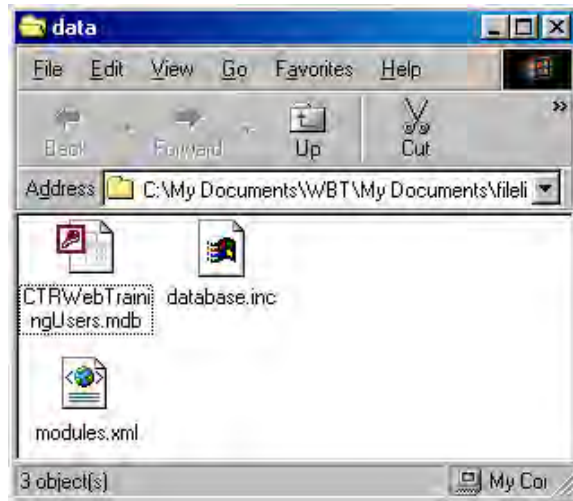 data
File Edit View Go Favorites Help
Back Forward Up Cut »
Address C:\My Documents\WBT\My Documents\fileli
CTRWebTraini
ngUsers.mdb
database.inc
modules.xml
3 object(s) My Coı